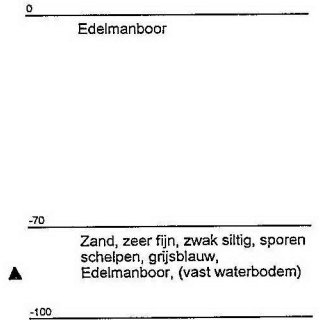 0
Edelmanboor
-70
Zand, zeer fijn, zwak siltig, sporen
schelpen, grijsblauw,
Edelmanboor, (vast waterbodem)
-100